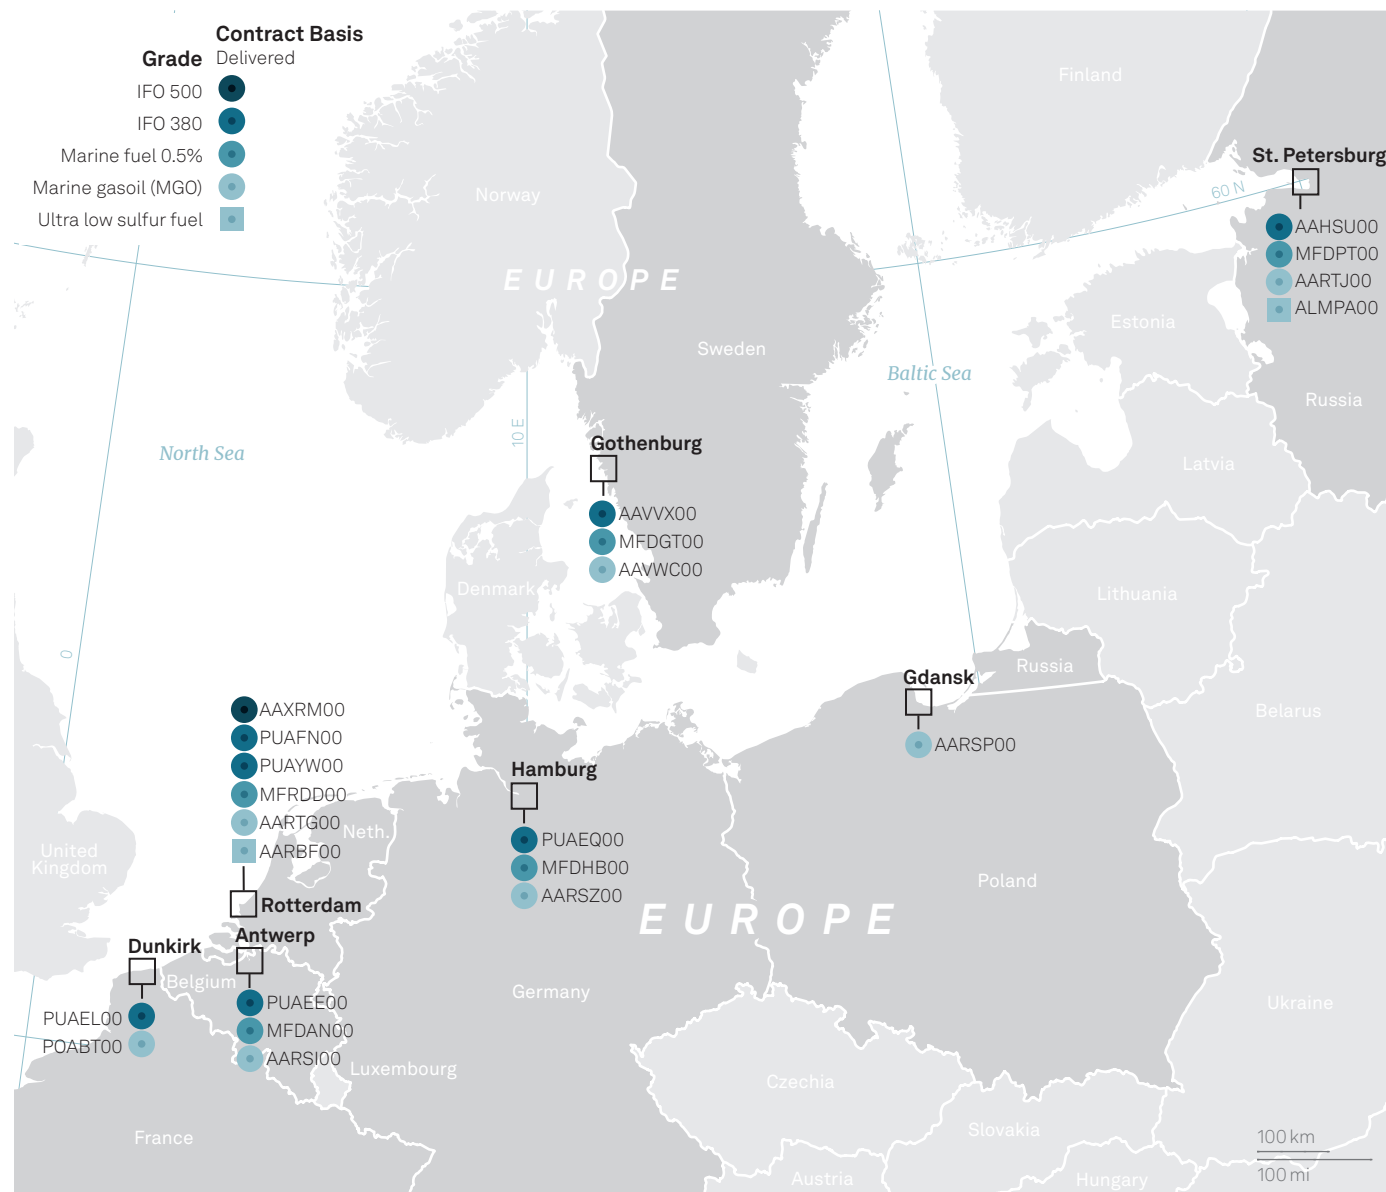 Contract Basis
Grade Delivered
IFO 500
IFO 380
Marine fuel 0.5%
Marine gasoil (MGO)
Ultra low sulfur fuel
Finland
Norway
St. Petersburg
60 N
AAHSU00
MFDPT00
AARTJ00
ALMPA00
EUROPE
Sweden
Estonia
Baltic Sea
Russia
10 E
North Sea
Gothenburg
AAVVX00
MFDGT00
AAVWC00
Latvia
Denmark
Lithuania
0
Russia
Gdansk
AARSP00
Belarus
AAXRM00
PUAFN00
PUAYW00
MFRDD00
AARTG00
AARBF00
Rotterdam
Neth.
Hamburg
PUAEQ00
MFDHB00
AARSZ00
United
Kingdom
EUROPE
Poland
Dunkirk
PUAEL00
POABT00
Antwerp
Belgium
PUAEE00
MFDAN00
AARSI00
Germany
Ukraine
Luxembourg
Czechia
France
Slovakia
Austria
Hungary
100 km
100 mi